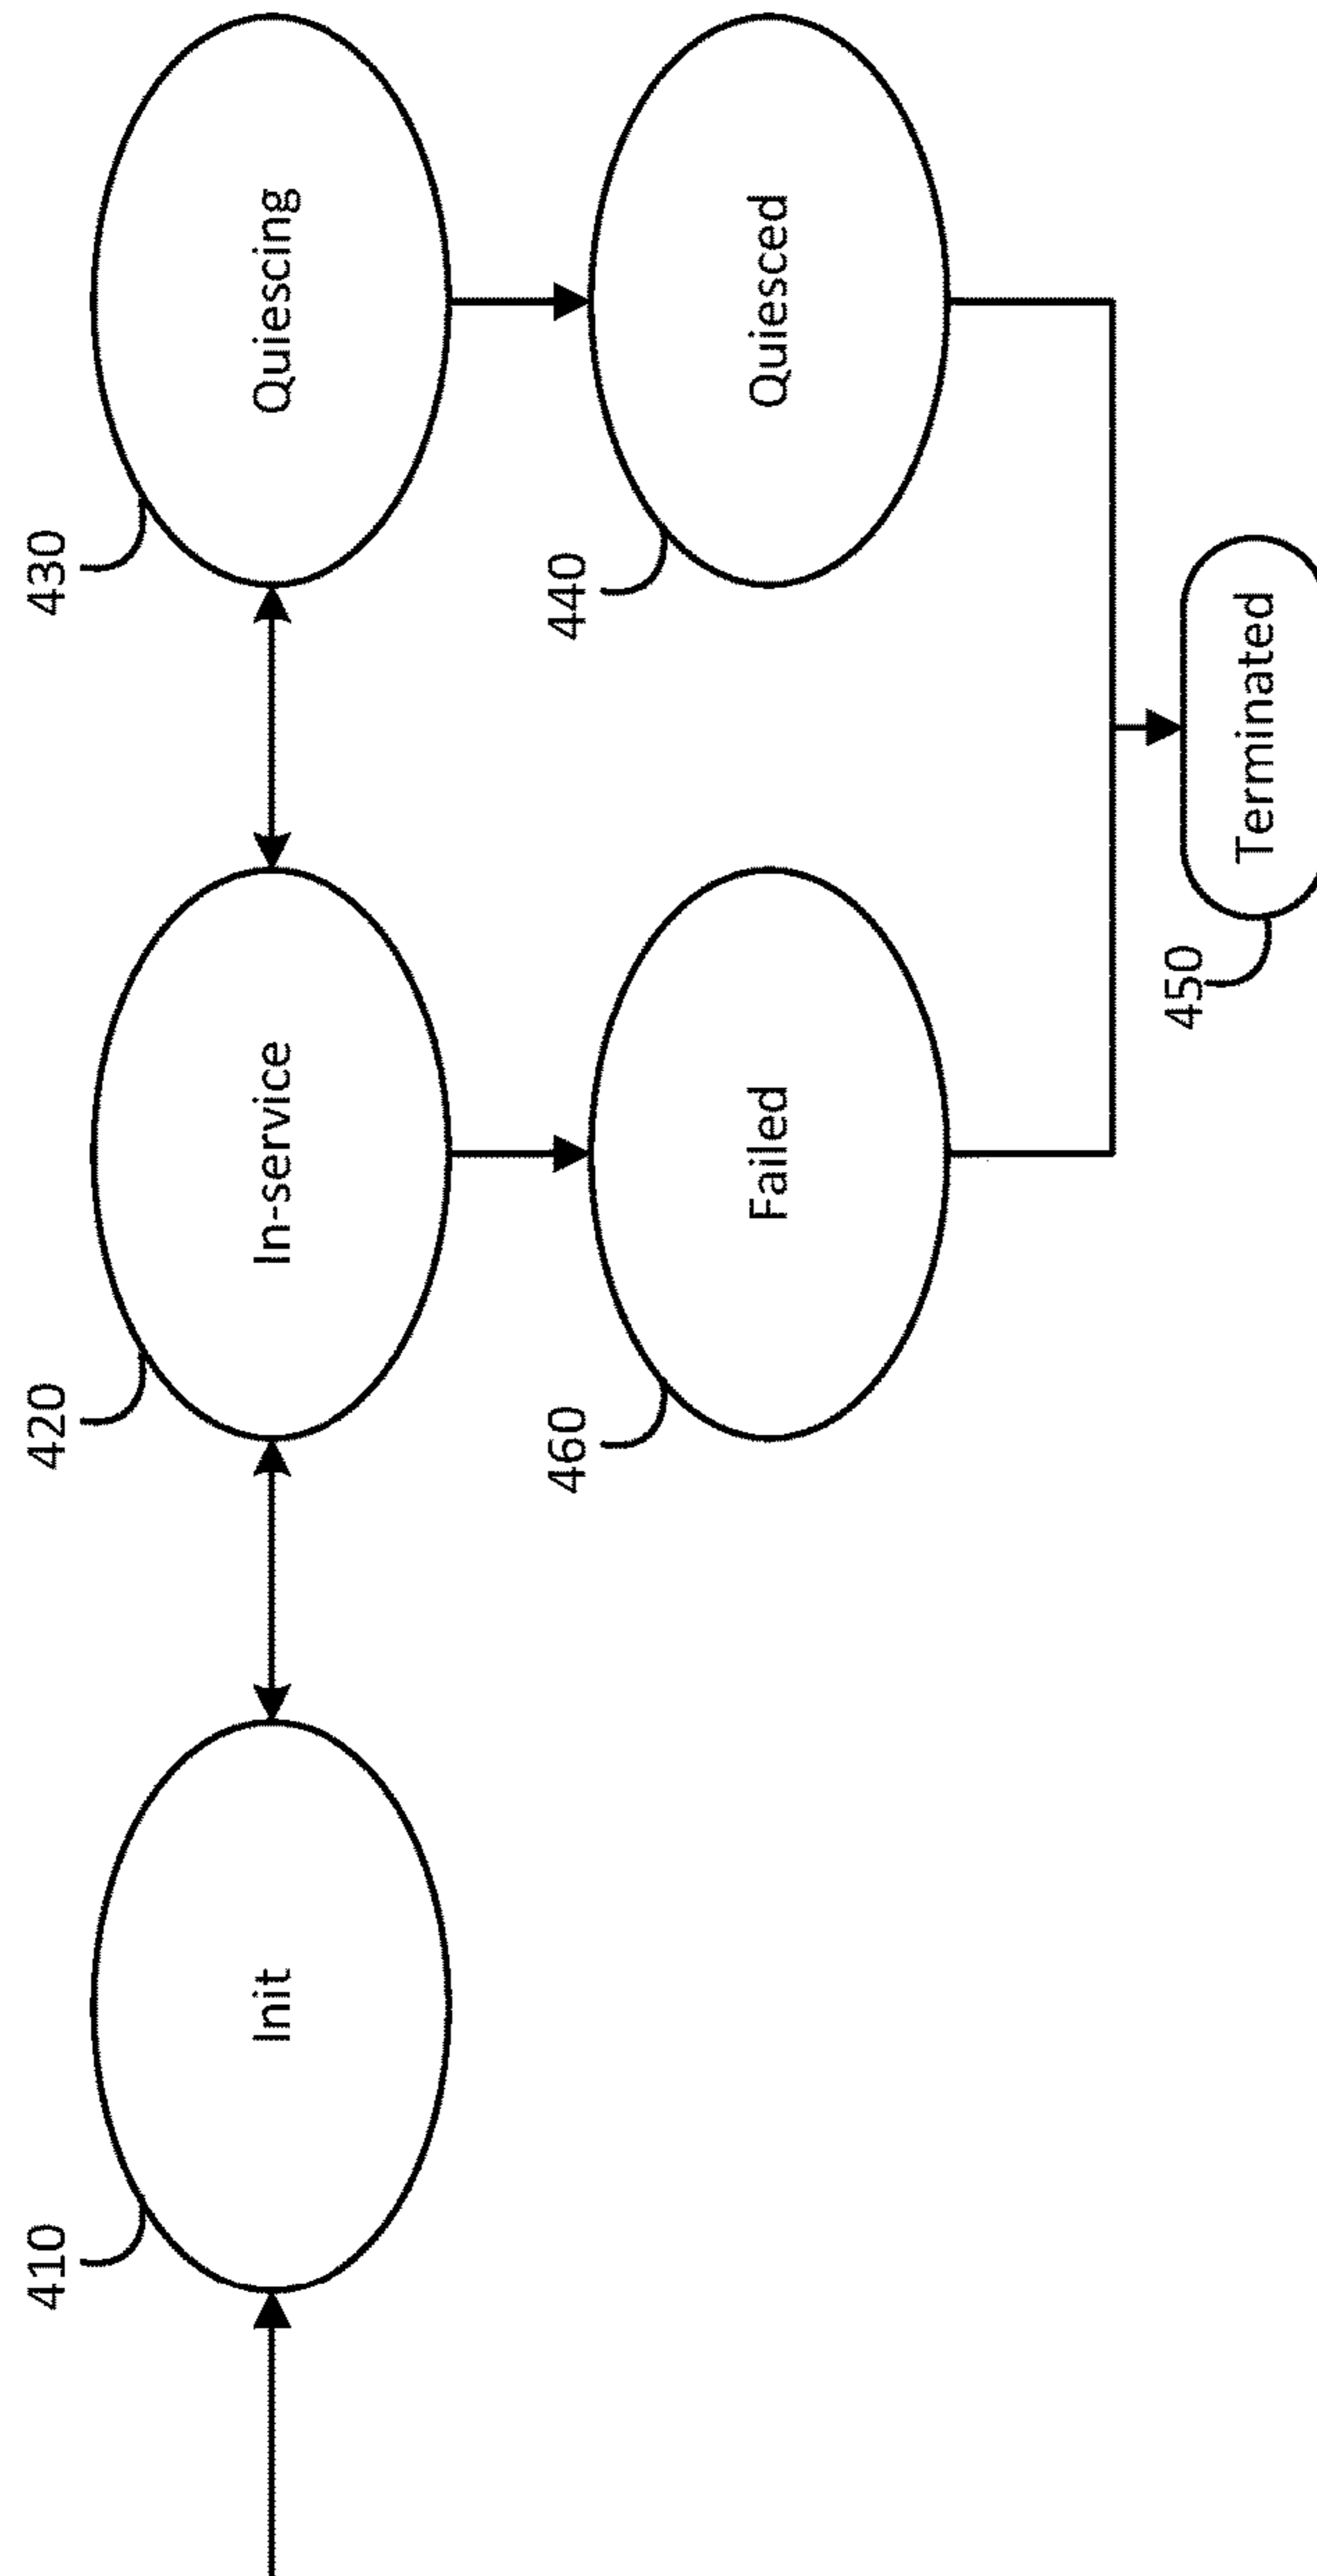 410
Init
420
In-service
430
Quiescing
460
Failed
440
Quiesced
450
Terminated